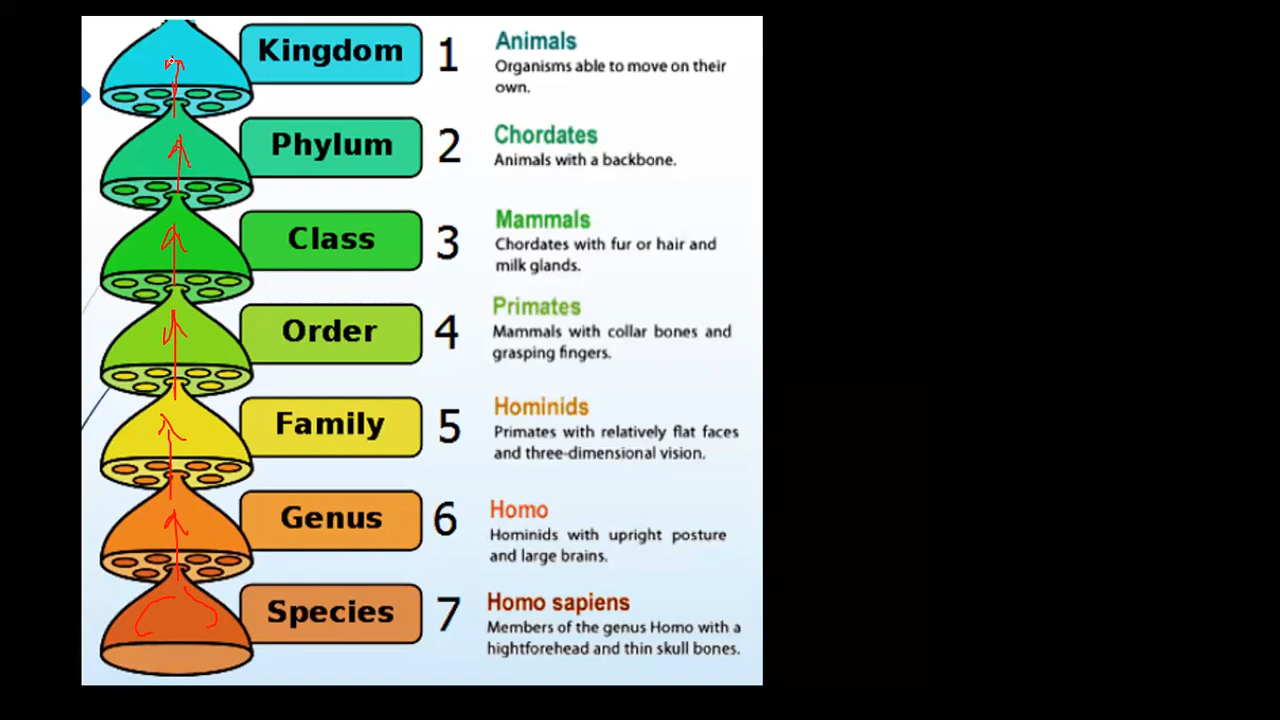 Kingdom 1 Animals
Organisms able to move on their
own.
Phylum 2 Chordates
Animals with a backbone.
Class 3 Mammals
Chordates with fur or hair and
milk glands.
Order 4 Primates
Mammals with collar bones and
grasping fingers.
Family 5 Hominids
Primates with relatively flat faces
and three-dimensional vision.
Genus 6 Homo
Hominids with upright posture
and large brains.
Species 7 Homo sapiens
Members of the genus Homo with a
hightforehead and thin skull bones.